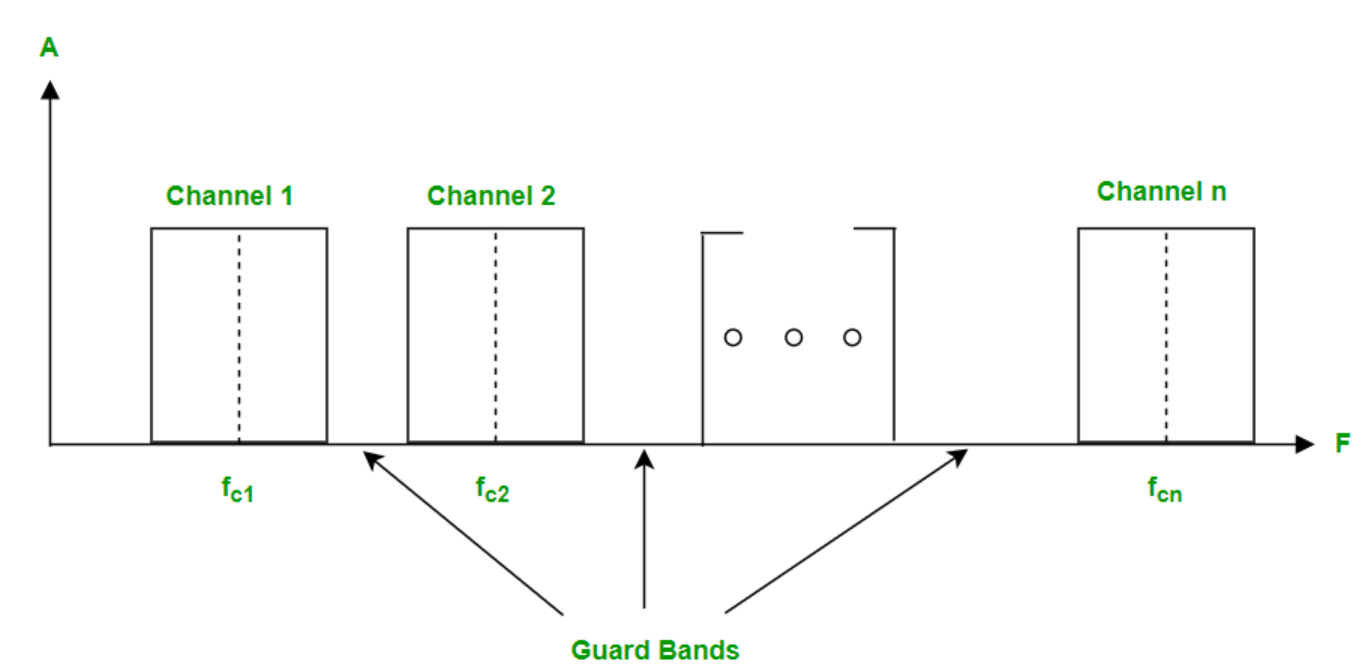 A
Channel 1
Channel 2
Channel n
F
fc1
fc2
fcn
Guard Bands